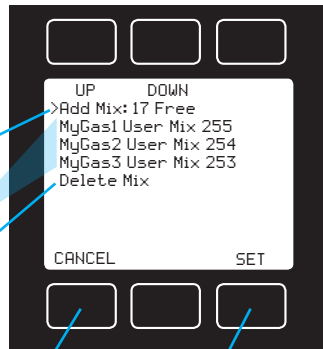 UP DOWN
>Add Mix: 17 Free
MyGas1 User Mix 255
MyGas2 User Mix 254
MyGas3 User Mix 253
Delete Mix
CANCEL SET